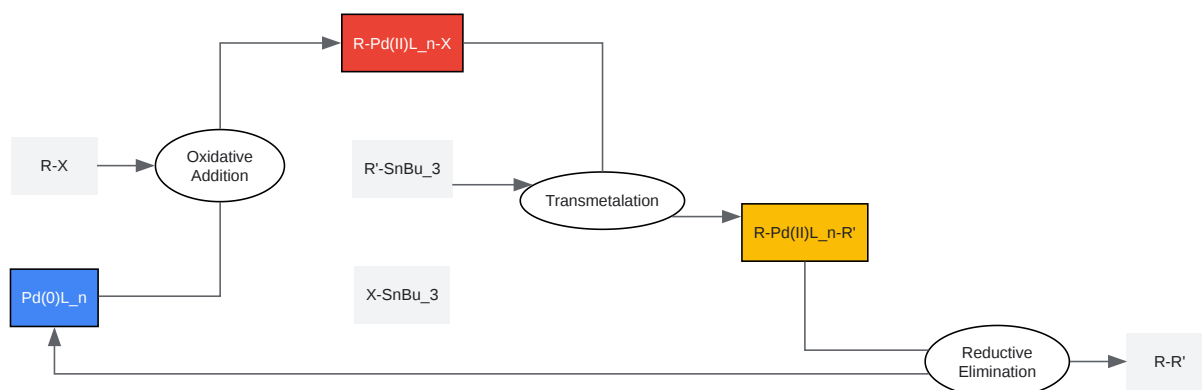 R-Pd(II)L_n-X
R-X
Oxidative
Addition
R'-SnBu_3
Transmetalation
R-Pd(II)L_n-R'
Pd(0)L_n
X-SnBu_3
Reductive
Elimination
R-R'